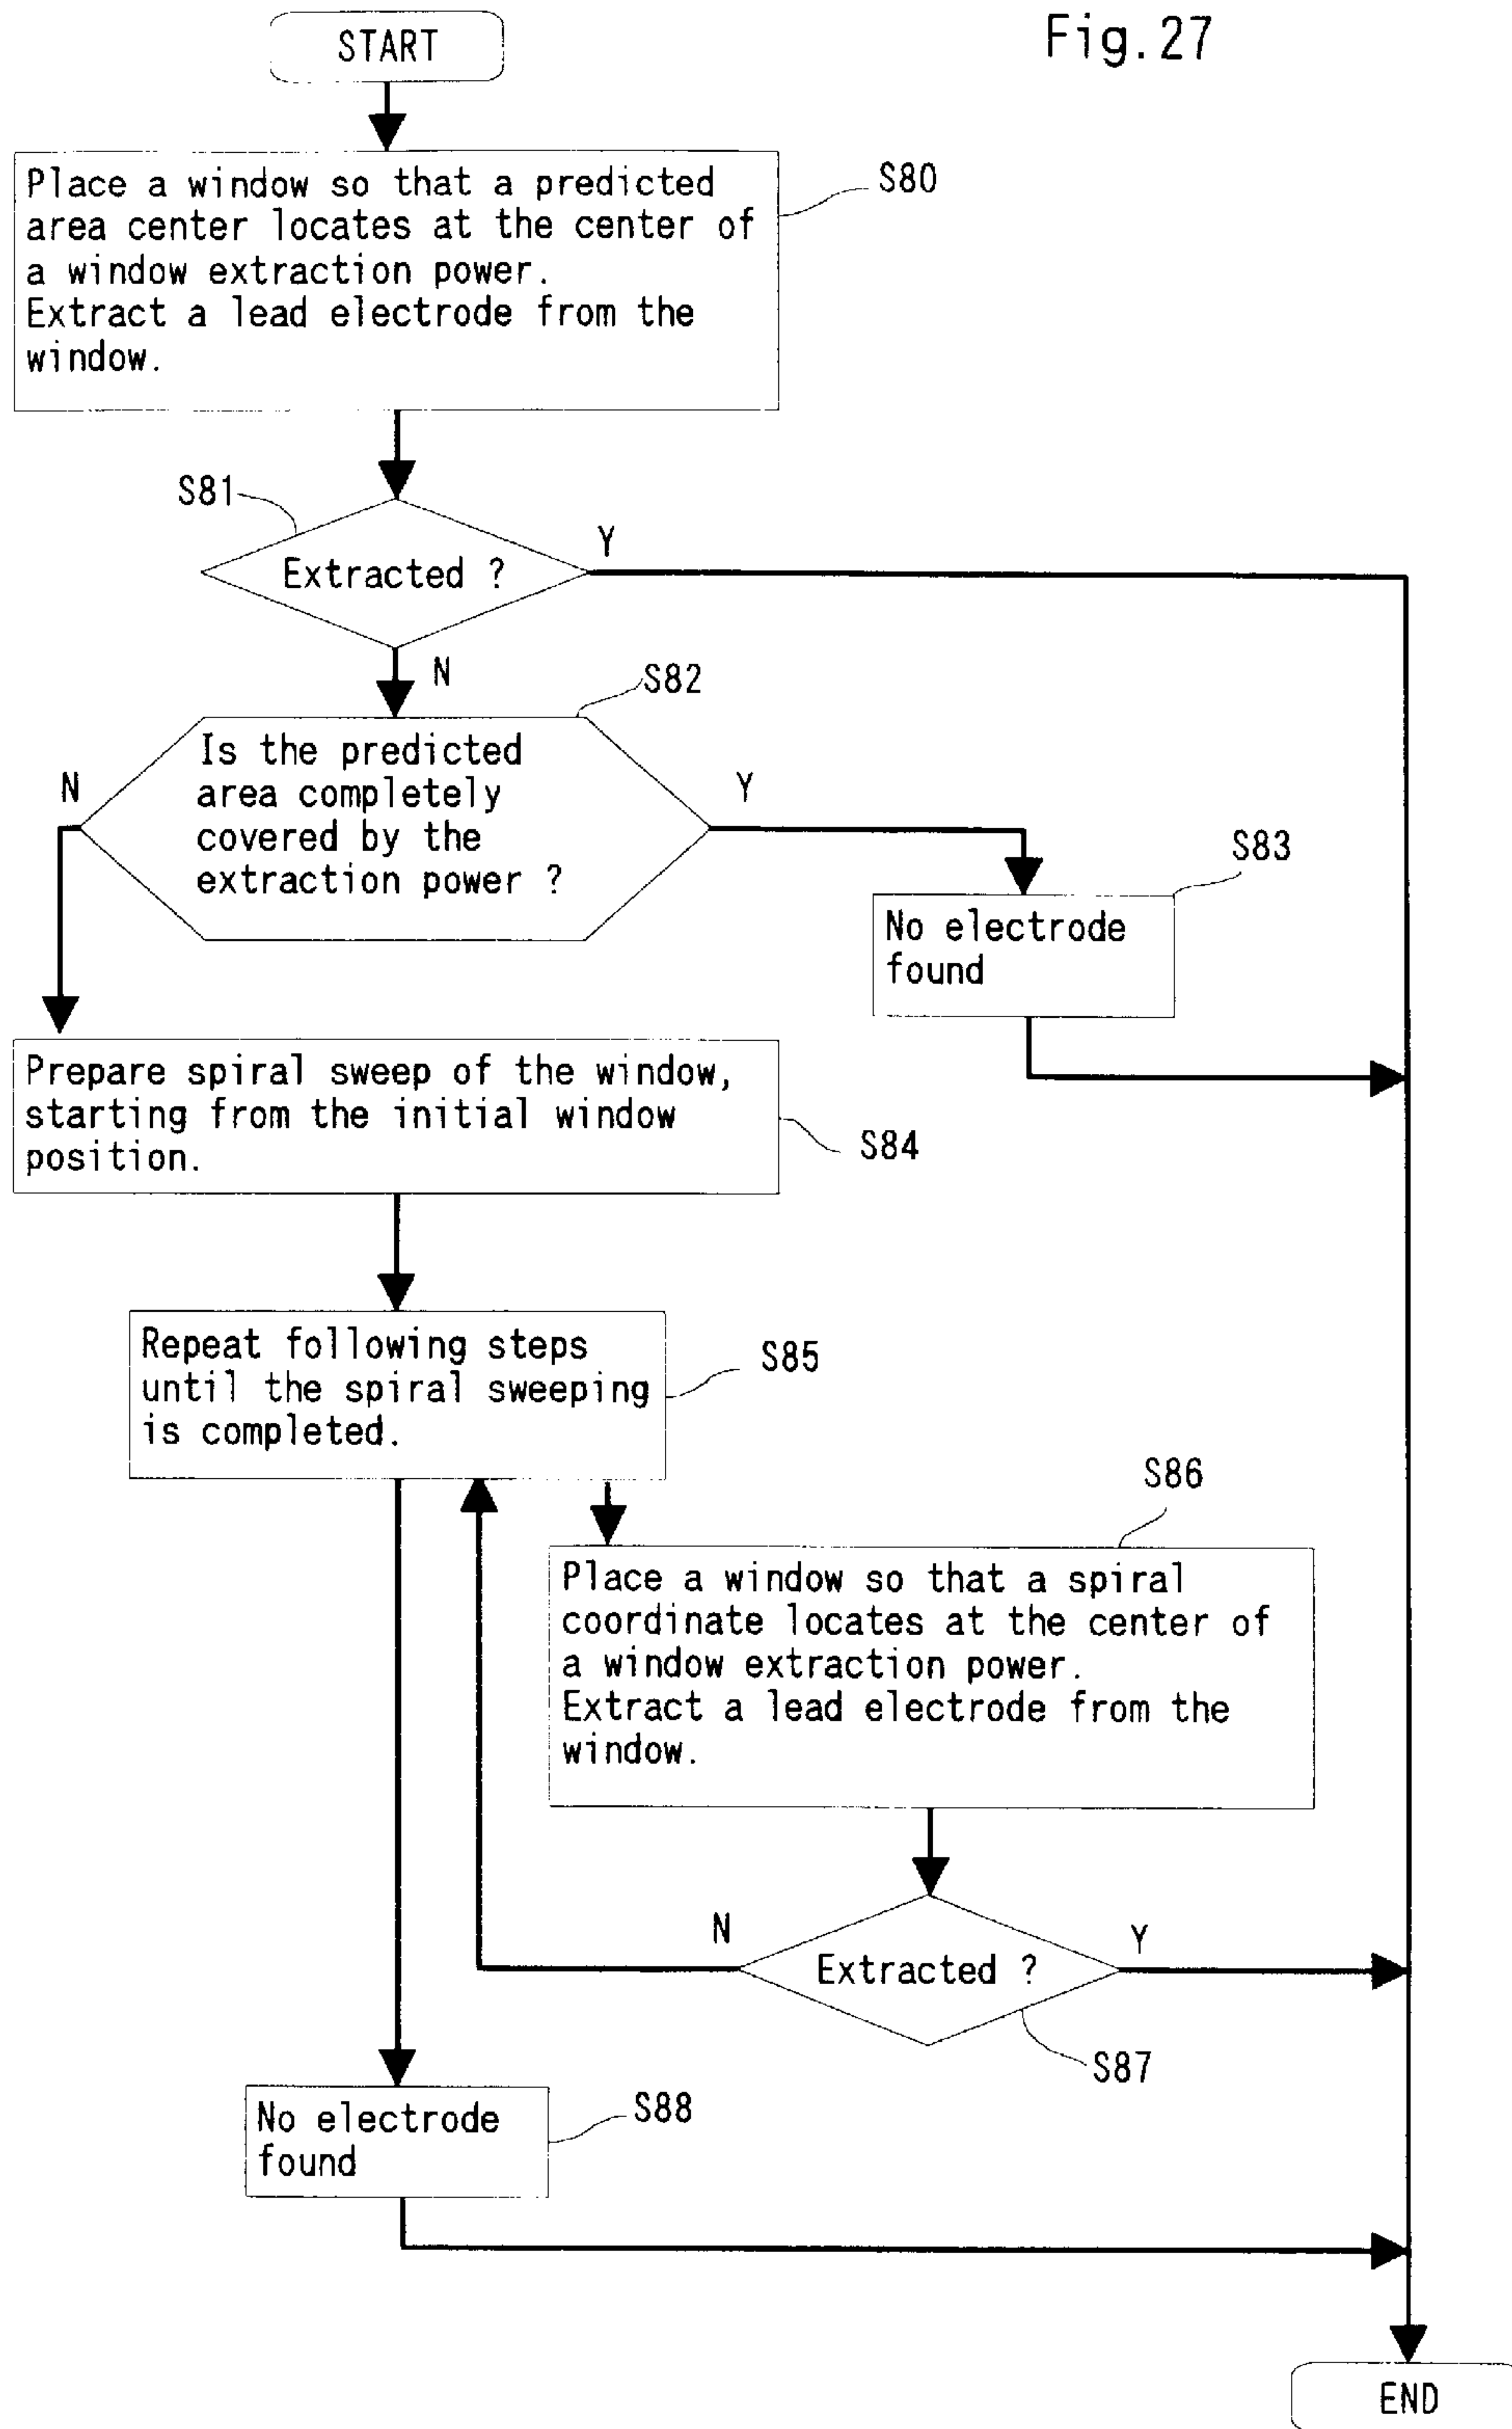 Fig.27
START
Place a window so that a predicted
area center locates at the center of
a window extraction power.
Extract a lead electrode from the
window.
S80
S81
Extracted ?
Y
N
S82
Is the predicted
area completely
covered by the
extraction power ?
N
Y
S83
No electrode
found
Prepare spiral sweep of the window,
starting from the initial window
position.
S84
Repeat following steps
until the spiral sweeping
is completed.
S85
S86
Place a window so that a spiral
coordinate locates at the center of
a window extraction power.
Extract a lead electrode from the
window.
N
Extracted ?
Y
S87
No electrode
found
S88
END